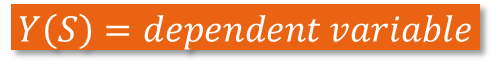 Y(S) = dependent variable